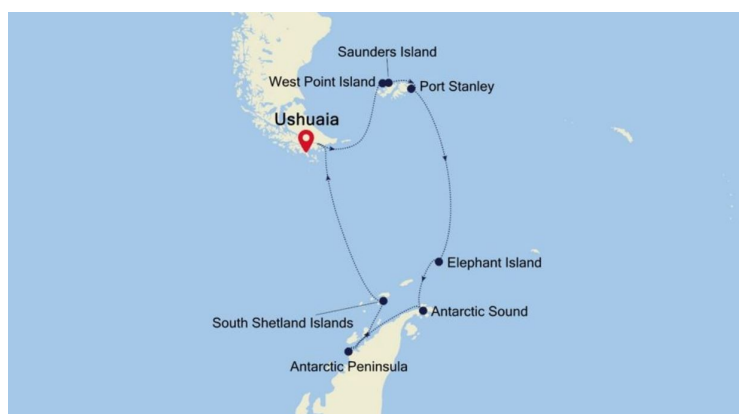 Saunders Island
West Point Island
Port Stanley
Ushuaia
Elephant Island
Antarctic Sound
South Shetland Islands
Antarctic Peninsula